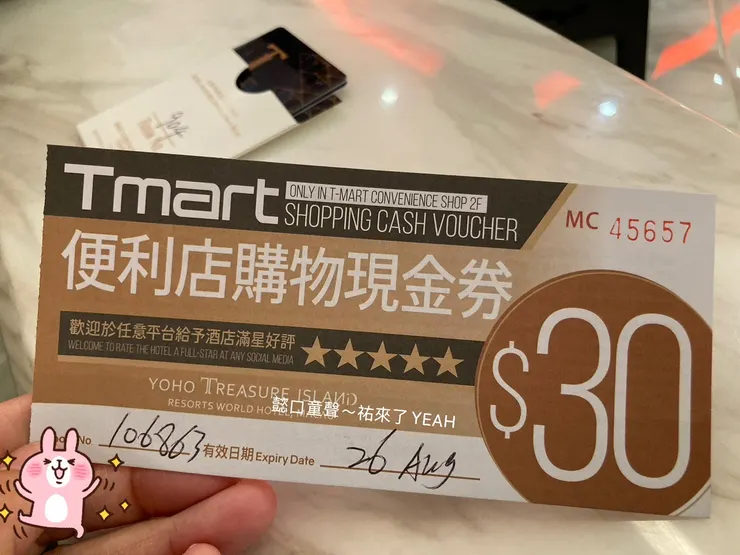 T
904
Tmart
ONLY IN T-MART CONVENIENCE SHOP 2F
SHOPPING CASH VOUCHER
MC 45657
便利店購物現金券
$30
歡迎於任意平台給予酒店滿星好評
WELCOME TO RATE THE HOTEL A FULL-STAR AT ANY SOCIAL MEDIA
YOHO TREASURE ISLAND
RESORTS WORLD HOTEL
懿口童聲～祐來了 YEAH
No. 106863 有效日期 Expiry Date 26 Aug